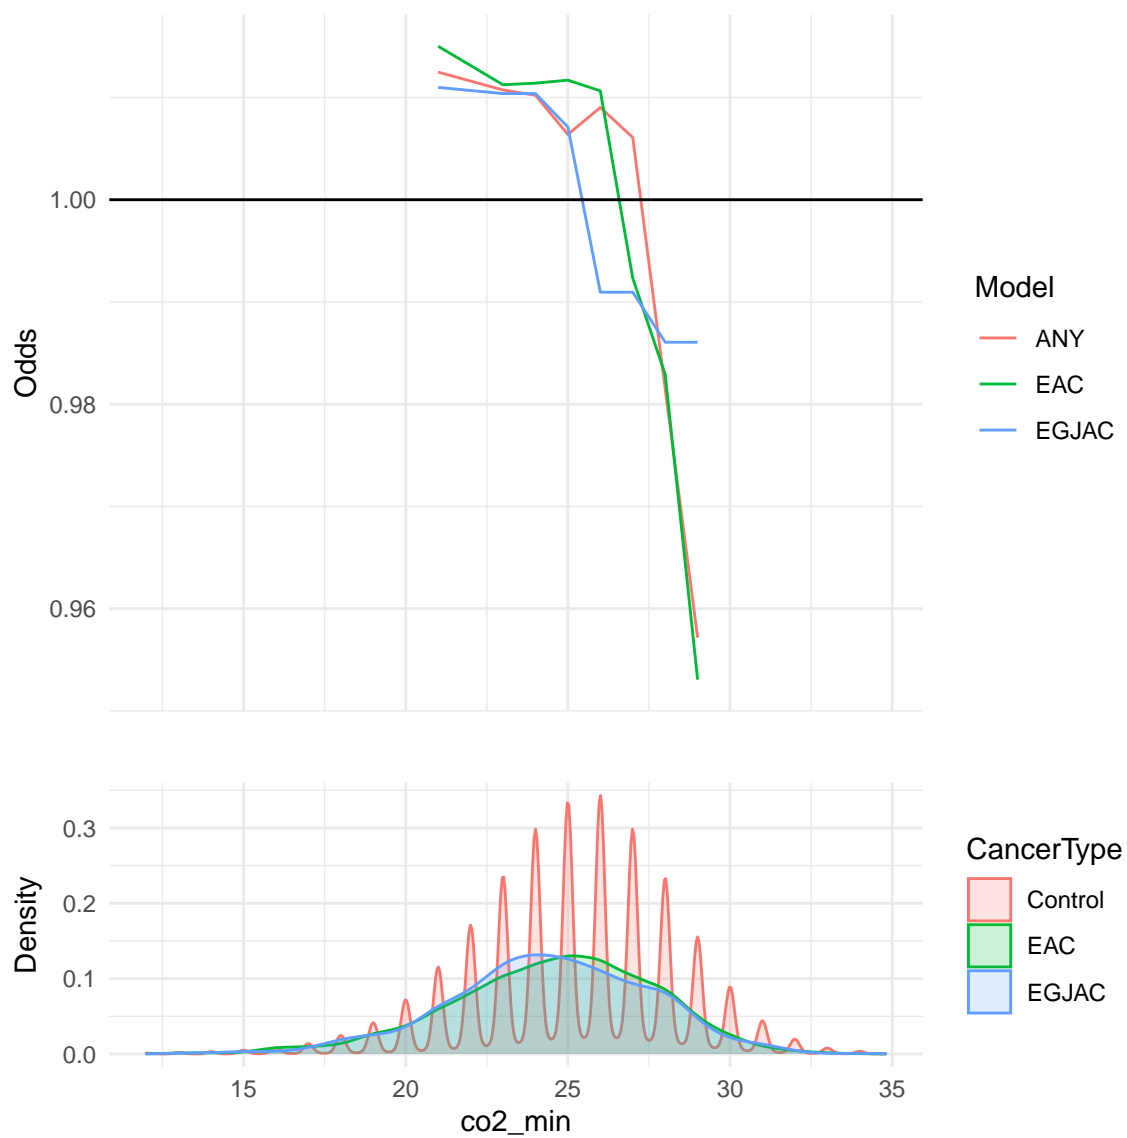 1.00
0.98
0.96
Odds
Model
ANY
EAC
EGJAC
0.3
0.2
0.1
0.0
Density
15
20
25
30
35
co2_min
CancerType
Control
EAC
EGJAC